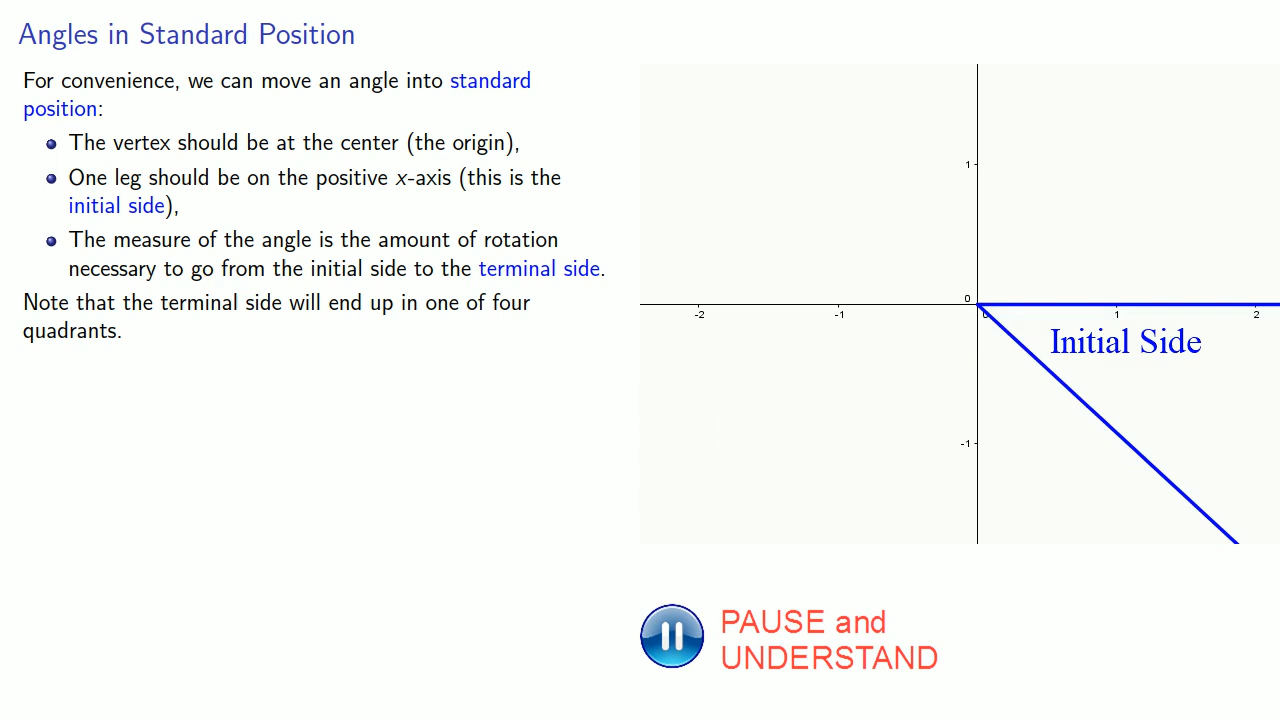 Angles in Standard Position
For convenience, we can move an angle into standard
position:
The vertex should be at the center (the origin),
One leg should be on the positive x-axis (this is the
initial side),
The measure of the angle is the amount of rotation
necessary to go from the initial side to the terminal side.
Note that the terminal side will end up in one of four
quadrants.
1
0
-2 -1 0 1 2
Initial Side
-1
PAUSE and
UNDERSTAND